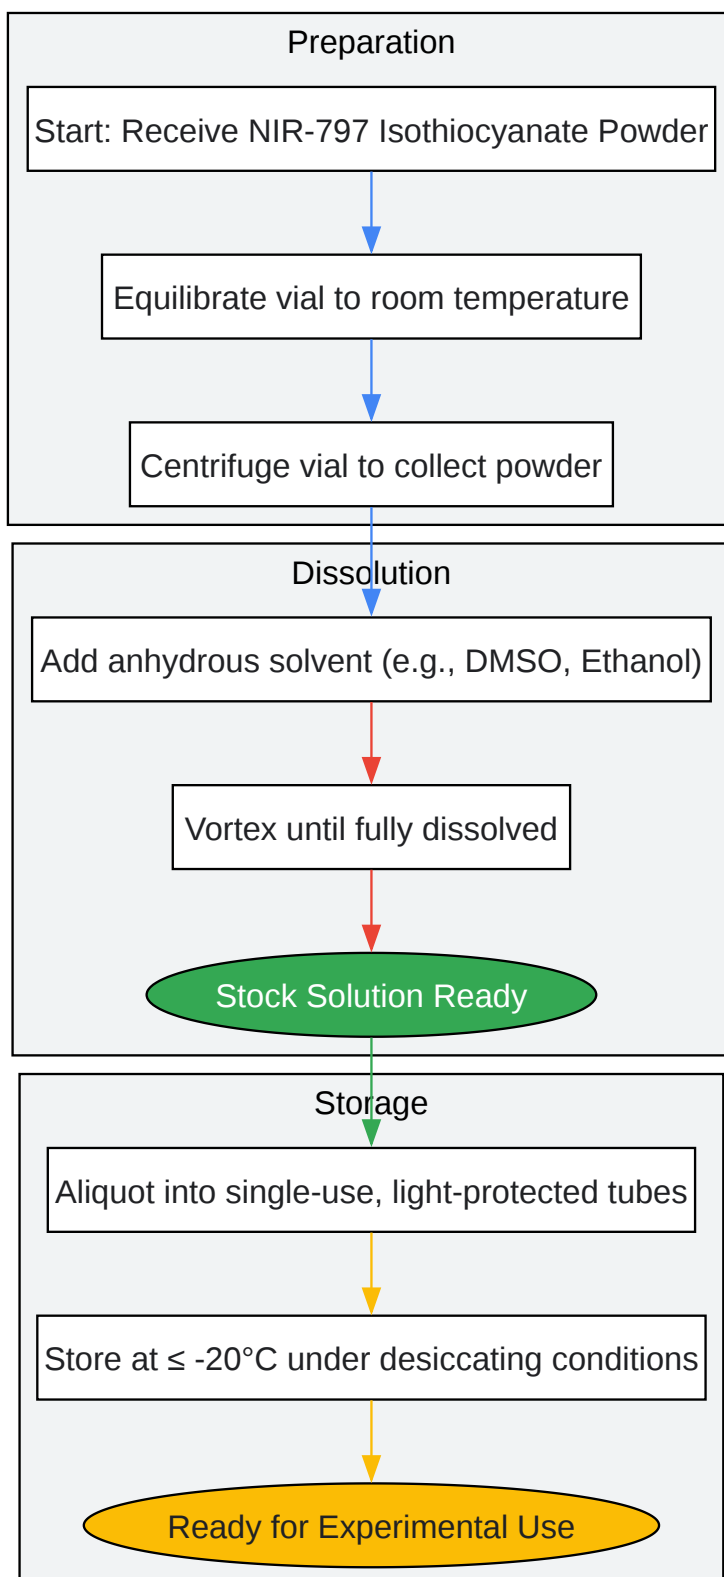 Preparation
Start: Receive NIR-797 Isothiocyanate Powder
Equilibrate vial to room temperature
Centrifuge vial to collect powder
Dissolution
Add anhydrous solvent (e.g., DMSO, Ethanol)
Vortex until fully dissolved
Stock Solution Ready
Storage
Aliquot into single-use, light-protected tubes
Store at ≤ -20°C under desiccating conditions
Ready for Experimental Use